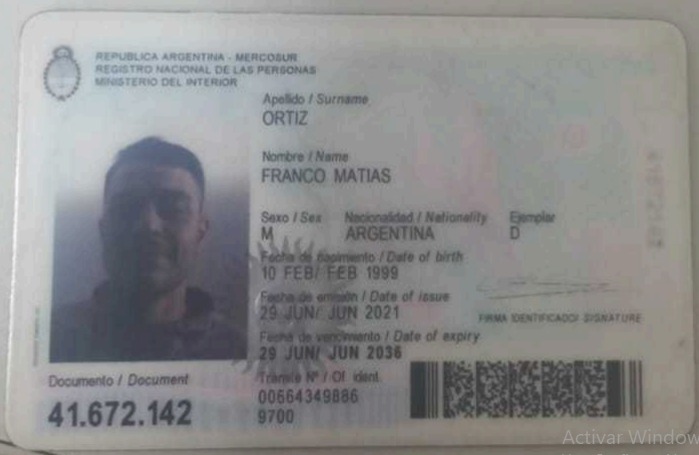 REPUBLICA ARGENTINA - MERCOSUR
REGISTRO NACIONAL DE LAS PERSONAS
MINISTERIO DEL INTERIOR
Apellido / Surname
ORTIZ
Nombre / Name
FRANCO MATIAS
Sexo / Sex Nacionalidad / Nationality Ejemplar
M ARGENTINA D
Fecha de nacimiento / Date of birth
10 FEB/ FEB 1999
Fecha de emisión / Date of issue
29 JUN/ JUN 2021
FIRMA IDENTIFICADO/ SIGNATURE
Fecha de vencimiento / Date of expiry
29 JUN/ JUN 2036
Documento / Document
41.672.142
Trámite Nº / Of. ident.
00664349886
9700
Activar Window